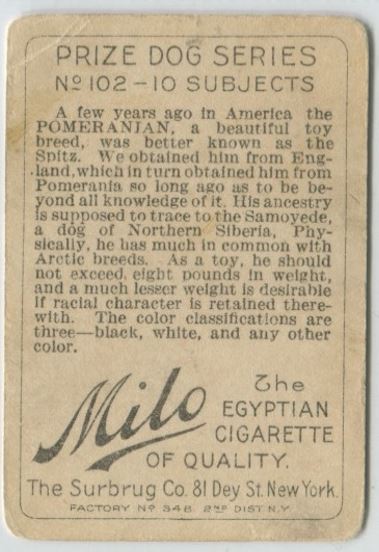 PRIZE DOG SERIES
No 102 - 10 SUBJECTS
A few years ago in America the
POMERANIAN, a beautiful toy
breed, was better known as the
Spitz. We obtained him from Eng-
land, which in turn obtained him from
Pomerania so long ago as to be be-
yond all knowledge of it. His ancestry
is supposed to trace to the Samoyede,
a dog of Northern Siberia, Phy-
sically, he has much in common with
Arctic breeds. As a toy, he should
not exceed eight pounds in weight,
and a much lesser weight is desirable
if racial character is retained there-
with. The color classifications are
three—black, white, and any other
color.
Milo
The
EGYPTIAN
CIGARETTE
OF QUALITY.
The Surbrug Co. 81 Dey St. New York.
FACTORY No 348 2ND DIST N.Y